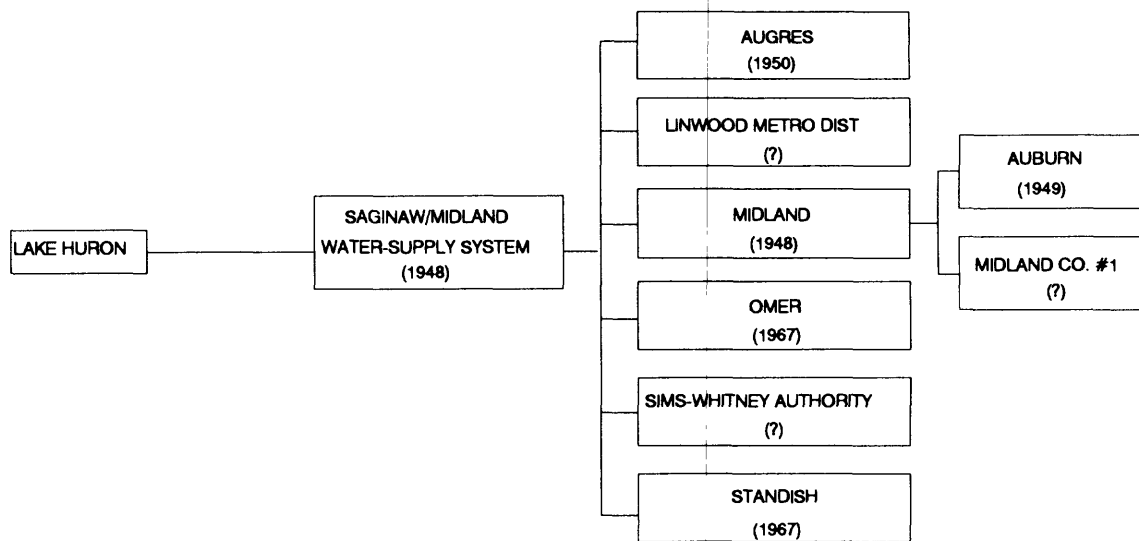 LAKE HURON
SAGINAW/MIDLAND
WATER-SUPPLY SYSTEM
(1948)
AUGRES
(1950)
LINWOOD METRO DIST
(?)
MIDLAND
(1948)
OMER
(1967)
SIMS-WHITNEY AUTHORITY
(?)
STANDISH
(1967)
AUBURN
(1949)
MIDLAND CO. #1
(?)